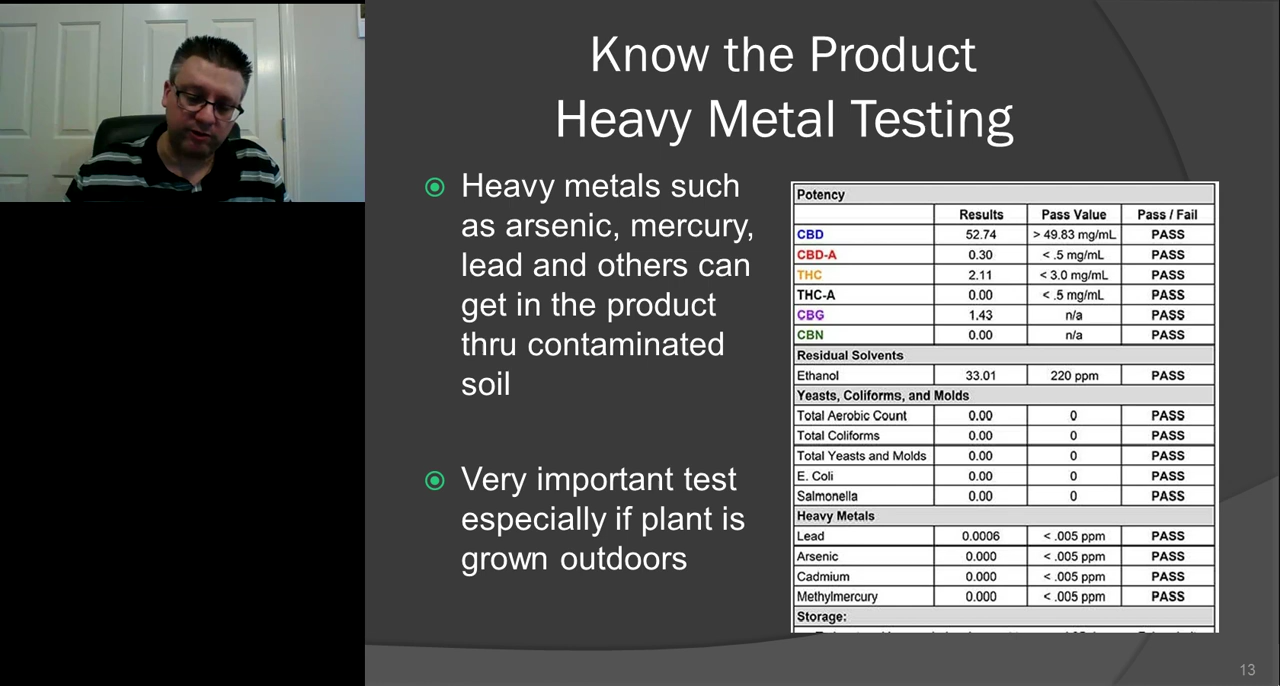 Know the Product
Heavy Metal Testing
Heavy metals such
as arsenic, mercury,
lead and others can
get in the product
thru contaminated
soil
Very important test
especially if plant is
grown outdoors
Potency
Results Pass Value Pass / Fail
CBD 52.74 > 49.83 mg/mL PASS
CBD-A 0.30 < .5 mg/mL PASS
THC 2.11 < 3.0 mg/mL PASS
THC-A 0.00 < .5 mg/mL PASS
CBG 1.43 n/a PASS
CBN 0.00 n/a PASS
Residual Solvents
Ethanol 33.01 220 ppm PASS
Yeasts, Coliforms, and Molds
Total Aerobic Count 0.00 0 PASS
Total Coliforms 0.00 0 PASS
Total Yeasts and Molds 0.00 0 PASS
E. Coli 0.00 0 PASS
Salmonella 0.00 0 PASS
Heavy Metals
Lead 0.0006 < .005 ppm PASS
Arsenic 0.000 < .005 ppm PASS
Cadmium 0.000 < .005 ppm PASS
Methylmercury 0.000 < .005 ppm PASS
Storage:
13